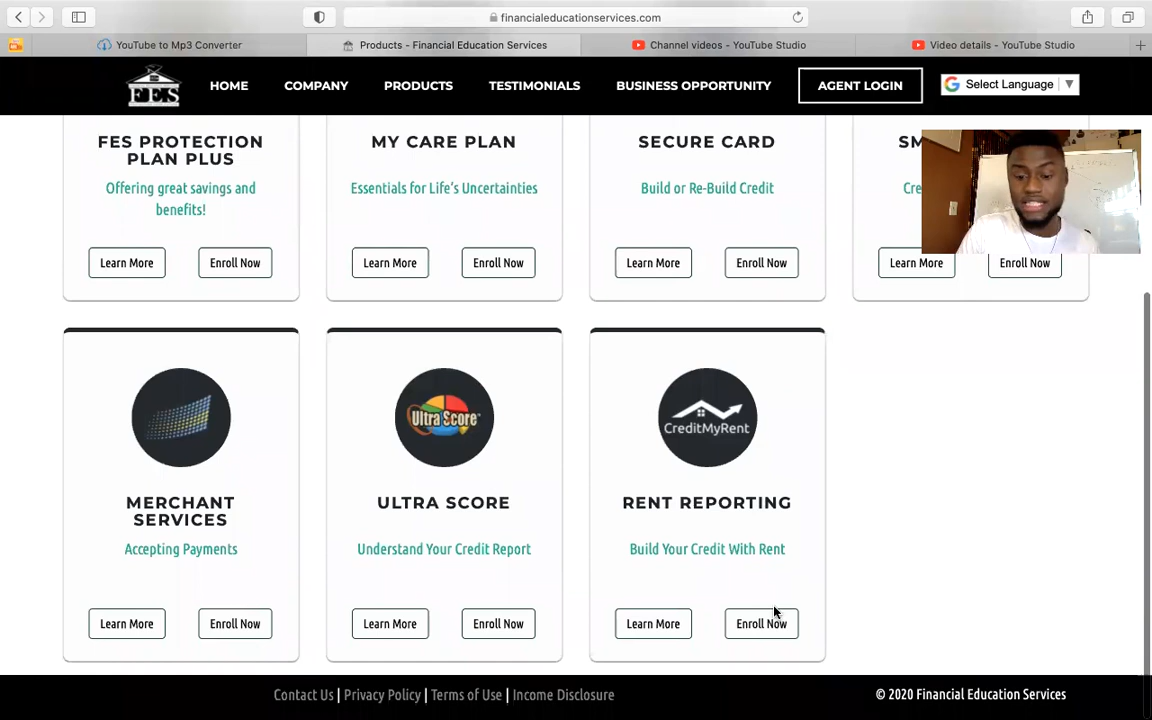 financialeducationservices.com
YouTube to Mp3 Converter
Products - Financial Education Services
Channel videos - YouTube Studio
Video details - YouTube Studio
FES
HOME
COMPANY
PRODUCTS
TESTIMONIALS
BUSINESS OPPORTUNITY
AGENT LOGIN
Select Language
FES PROTECTION
PLAN PLUS
Offering great savings and
benefits!
Learn More
Enroll Now
MY CARE PLAN
Essentials for Life's Uncertainties
Learn More
Enroll Now
SECURE CARD
Build or Re-Build Credit
Learn More
Enroll Now
Learn More
Enroll Now
MERCHANT
SERVICES
Accepting Payments
Learn More
Enroll Now
Ultra Score
ULTRA SCORE
Understand Your Credit Report
Learn More
Enroll Now
CreditMyRent
RENT REPORTING
Build Your Credit With Rent
Learn More
Enroll Now
Contact Us | Privacy Policy | Terms of Use | Income Disclosure
© 2020 Financial Education Services